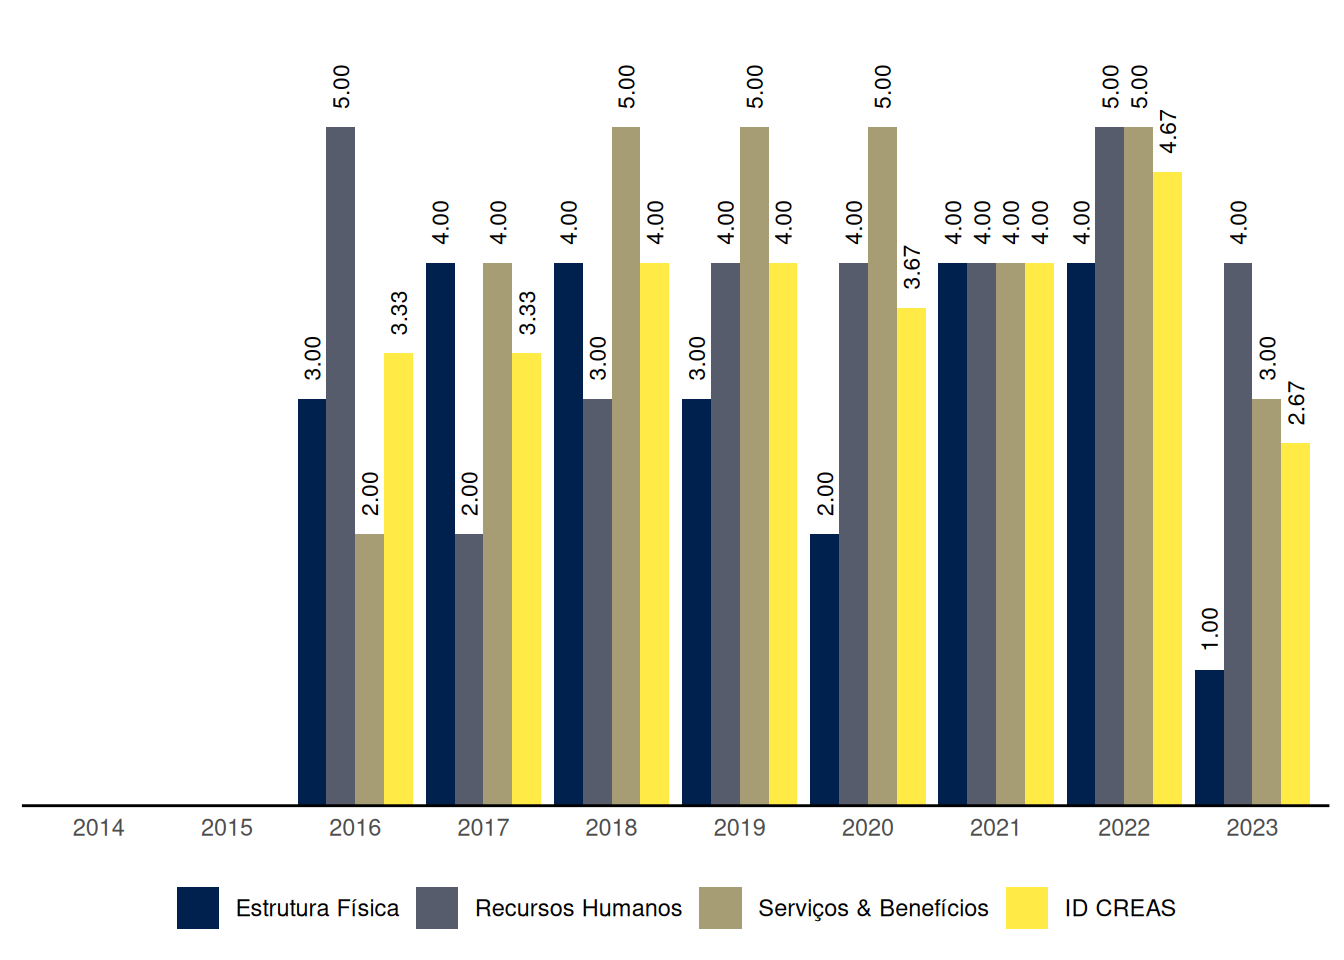 5.00 5.00 5.00 5.00 5.00 5.00
4.67
4.00 4.00 4.00 4.00 4.00 4.00 4.00 4.00 4.00 4.00 4.00 4.00 4.00
3.67
3.33 3.33
3.00 3.00 3.00 3.00
2.67
2.00 2.00 2.00
1.00
2014 2015 2016 2017 2018 2019 2020 2021 2022 2023
Estrutura Física Recursos Humanos Serviços & Benefícios ID CREAS